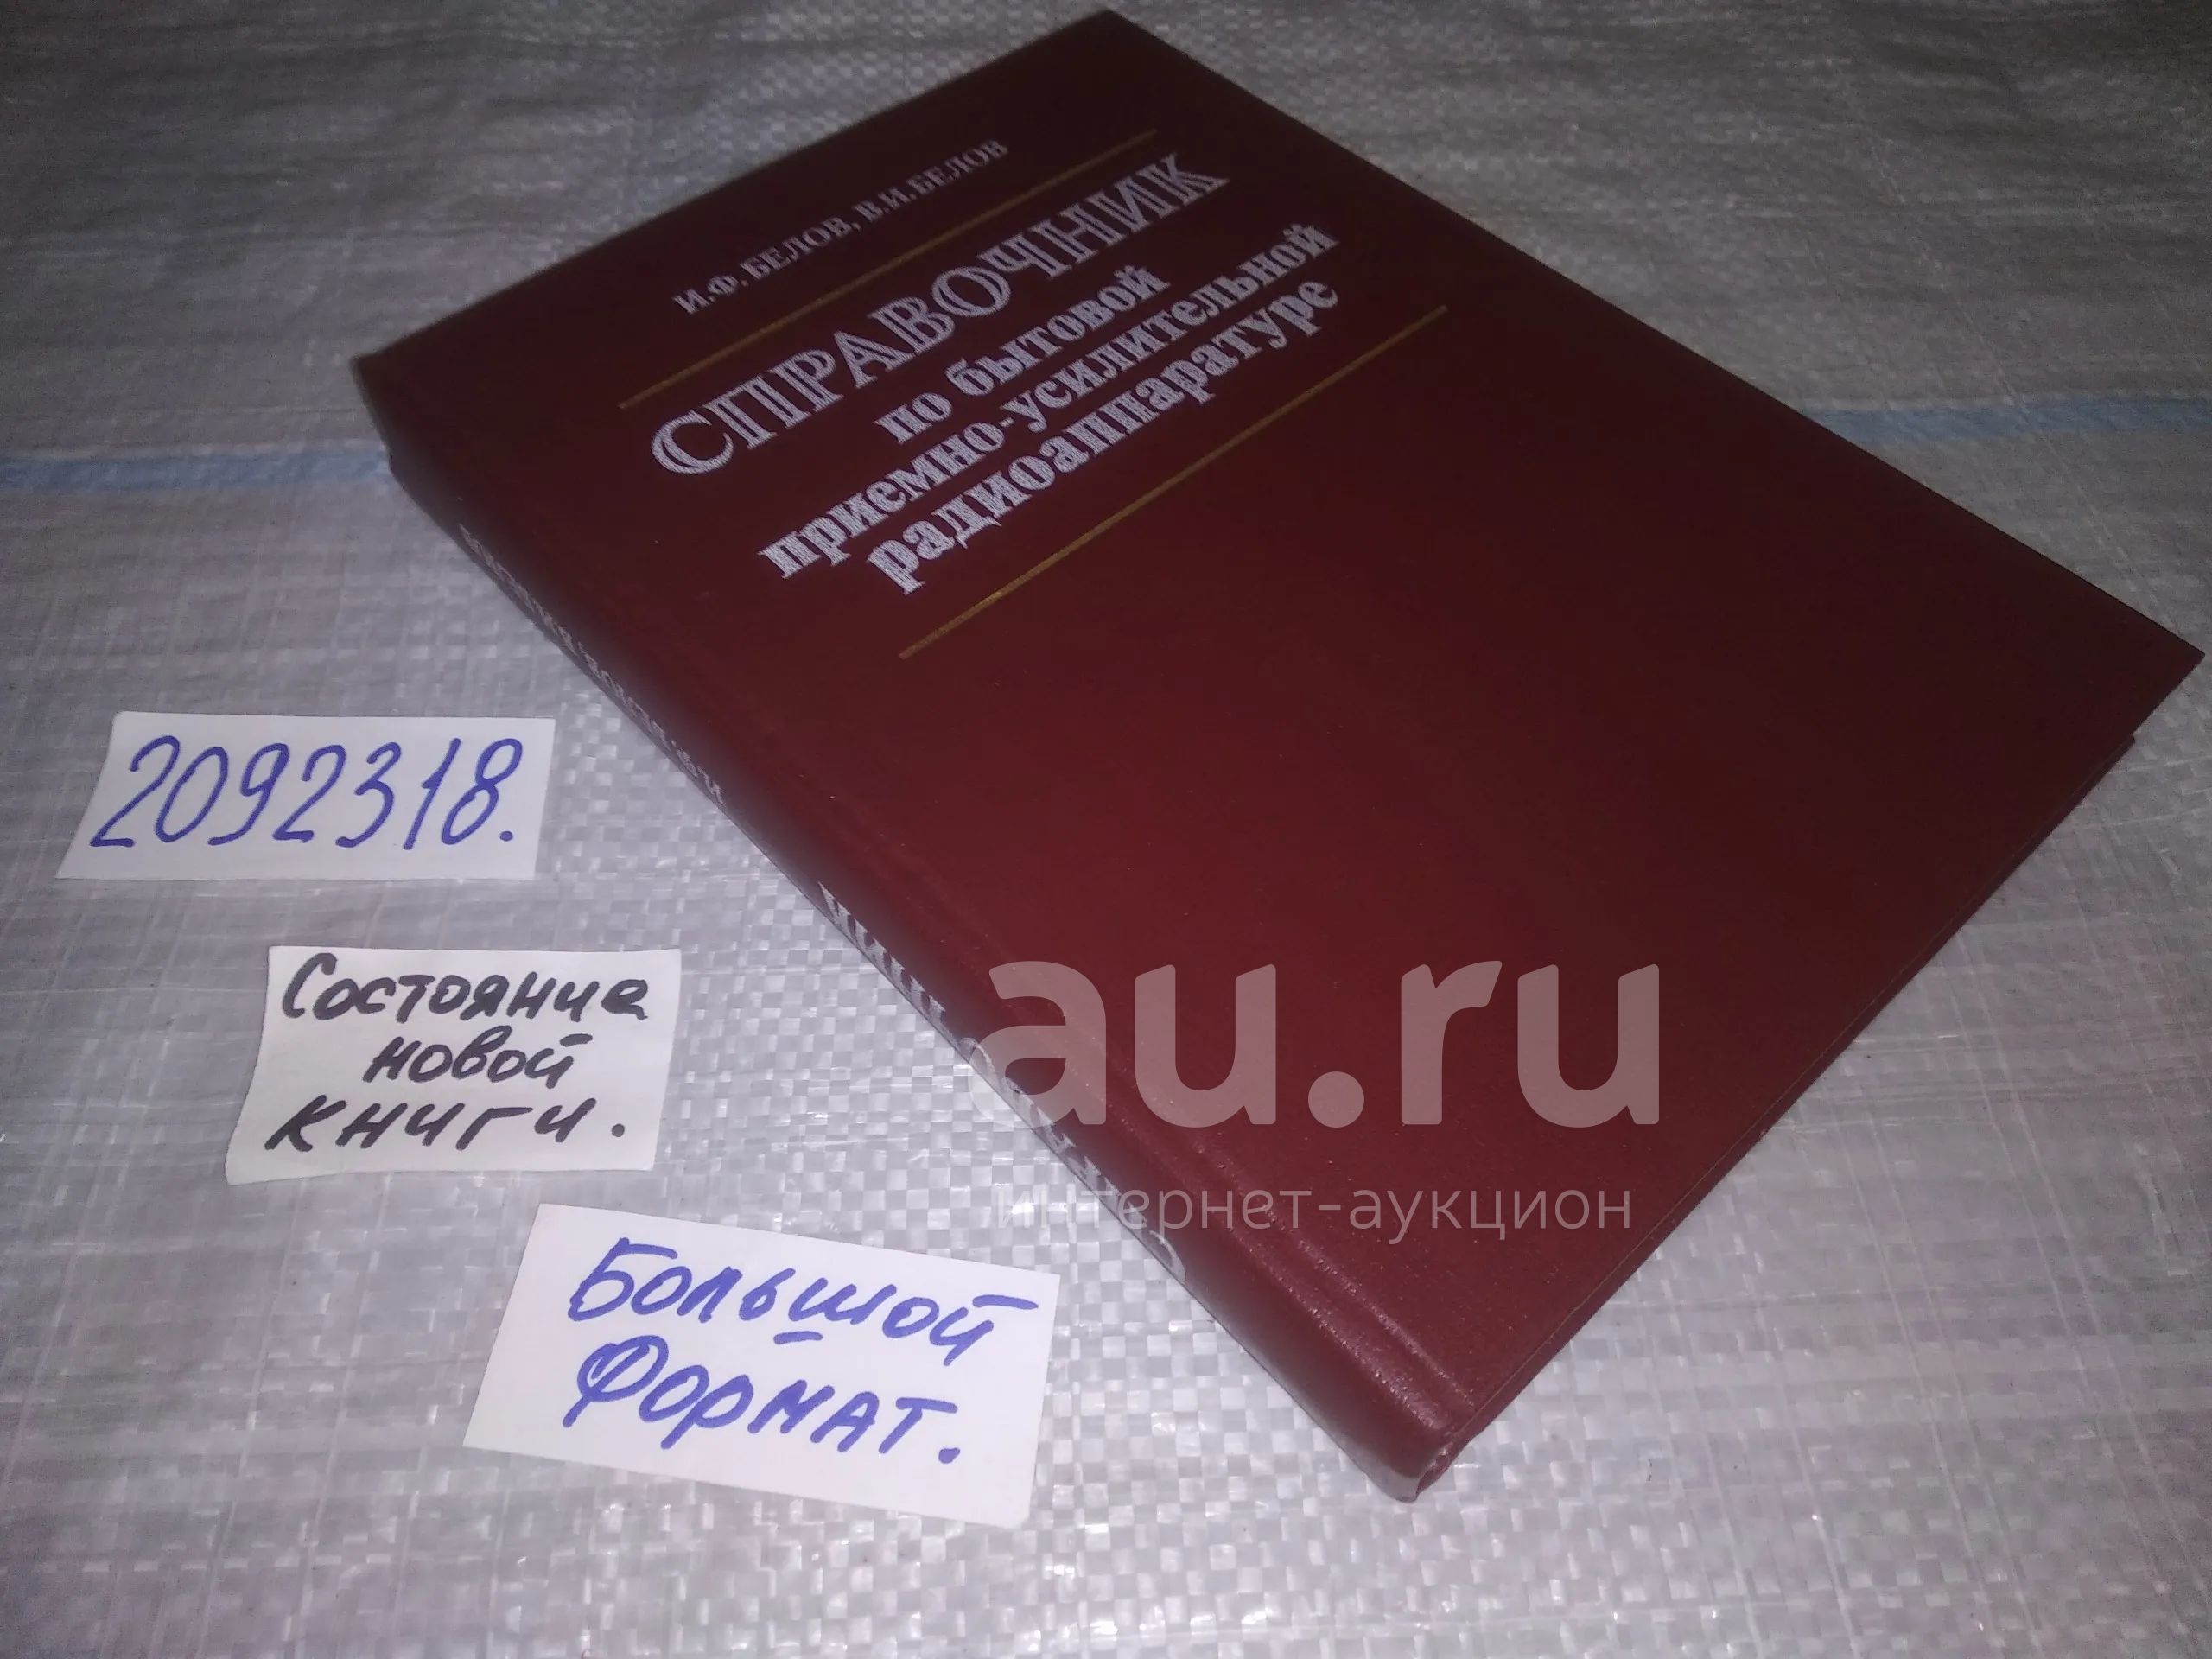 И.Ф. БЕЛОВ, В.И. БЕЛОВ
СПРАВОЧНИК
по бытовой
приемно-усилительной
радиоаппаратуре
2092318.
Состояние
новой
книги.
Большой
Формат.
au.ru
интернет-аукцион